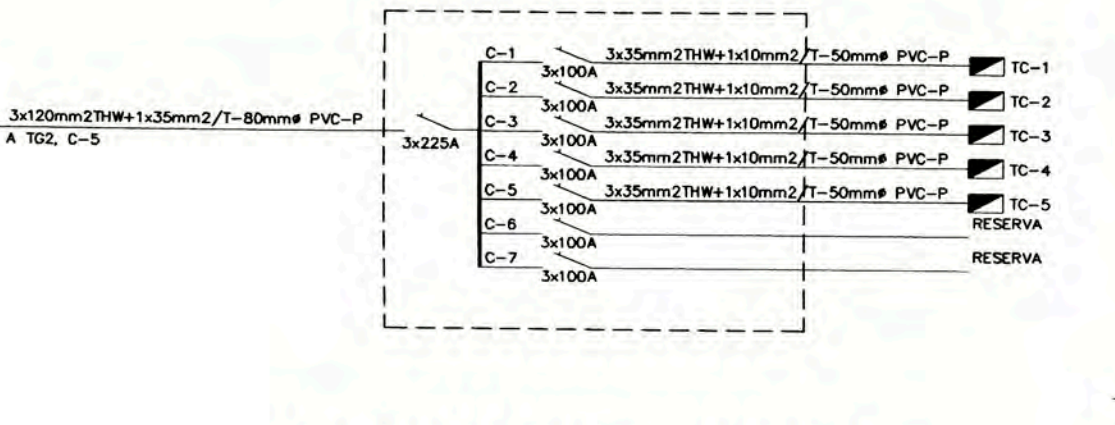 3x120mm2THW+1x35mm2/T-80mmø PVC-P
A TG2, C-5
3x225A
C-1 3x100A 3x35mm2THW+1x10mm2/T-50mmø PVC-P TC-1
C-2 3x100A 3x35mm2THW+1x10mm2/T-50mmø PVC-P TC-2
C-3 3x100A 3x35mm2THW+1x10mm2/T-50mmø PVC-P TC-3
C-4 3x100A 3x35mm2THW+1x10mm2/T-50mmø PVC-P TC-4
C-5 3x100A 3x35mm2THW+1x10mm2/T-50mmø PVC-P TC-5
C-6 3x100A RESERVA
C-7 3x100A RESERVA